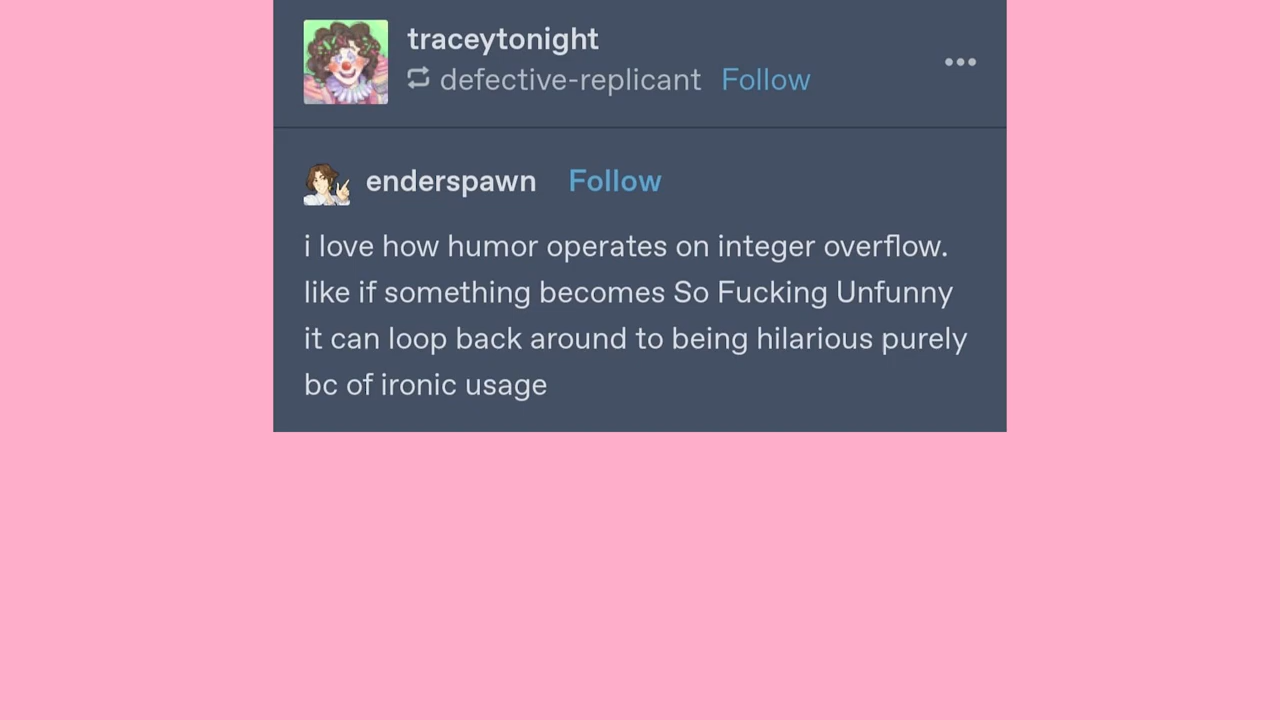 traceytonight
defective-replicant Follow
enderspawn Follow
i love how humor operates on integer overflow.
like if something becomes So Fucking Unfunny
it can loop back around to being hilarious purely
bc of ironic usage